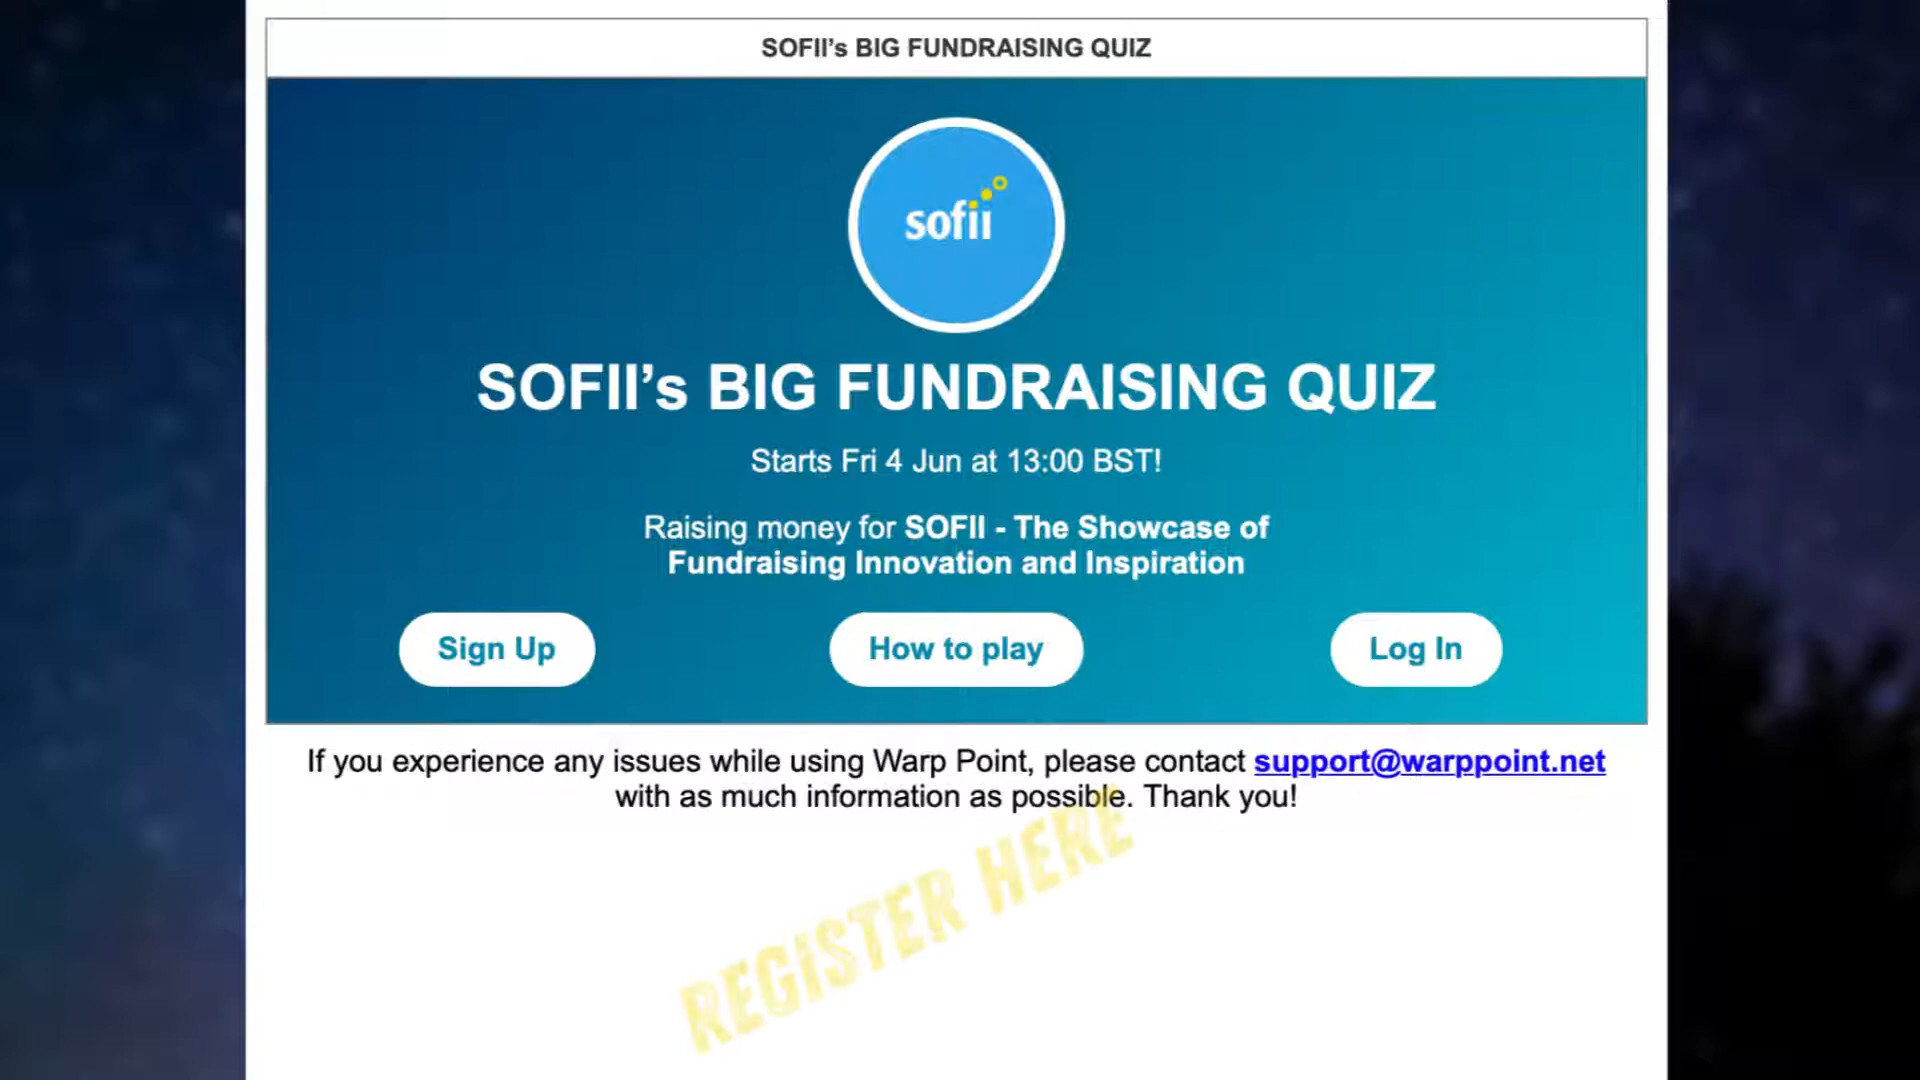 SOFII’s BIG FUNDRAISING QUIZ
sofii
SOFII’s BIG FUNDRAISING QUIZ
Starts Fri 4 Jun at 13:00 BST!
Raising money for SOFII - The Showcase of
Fundraising Innovation and Inspiration
Sign Up
How to play
Log In
If you experience any issues while using Warp Point, please contact support@warppoint.net
with as much information as possible. Thank you!
REGISTER HERE